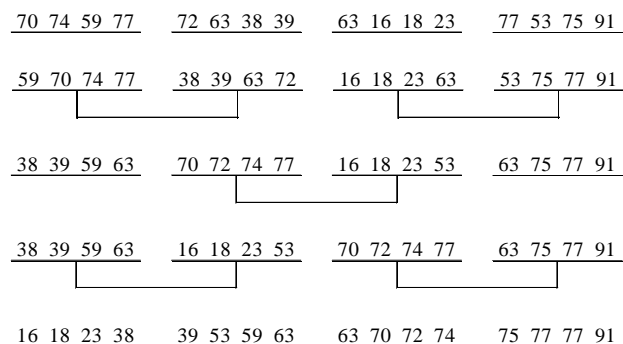 70 74 59 77 72 63 38 39 63 16 18 23 77 53 75 91
59 70 74 77 38 39 63 72 16 18 23 63 53 75 77 91
38 39 59 63 70 72 74 77 16 18 23 53 63 75 77 91
38 39 59 63 16 18 23 53 70 72 74 77 63 75 77 91
16 18 23 38 39 53 59 63 63 70 72 74 75 77 77 91